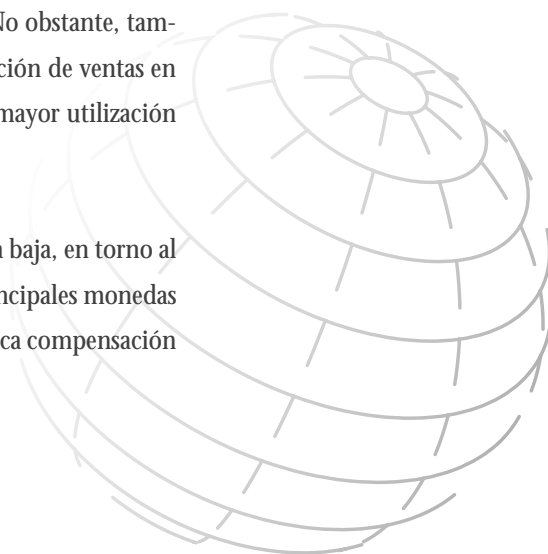 No obstante, tam-
ción de ventas en
mayor utilización
baja, en torno al
ncipales monedas
ca compensación